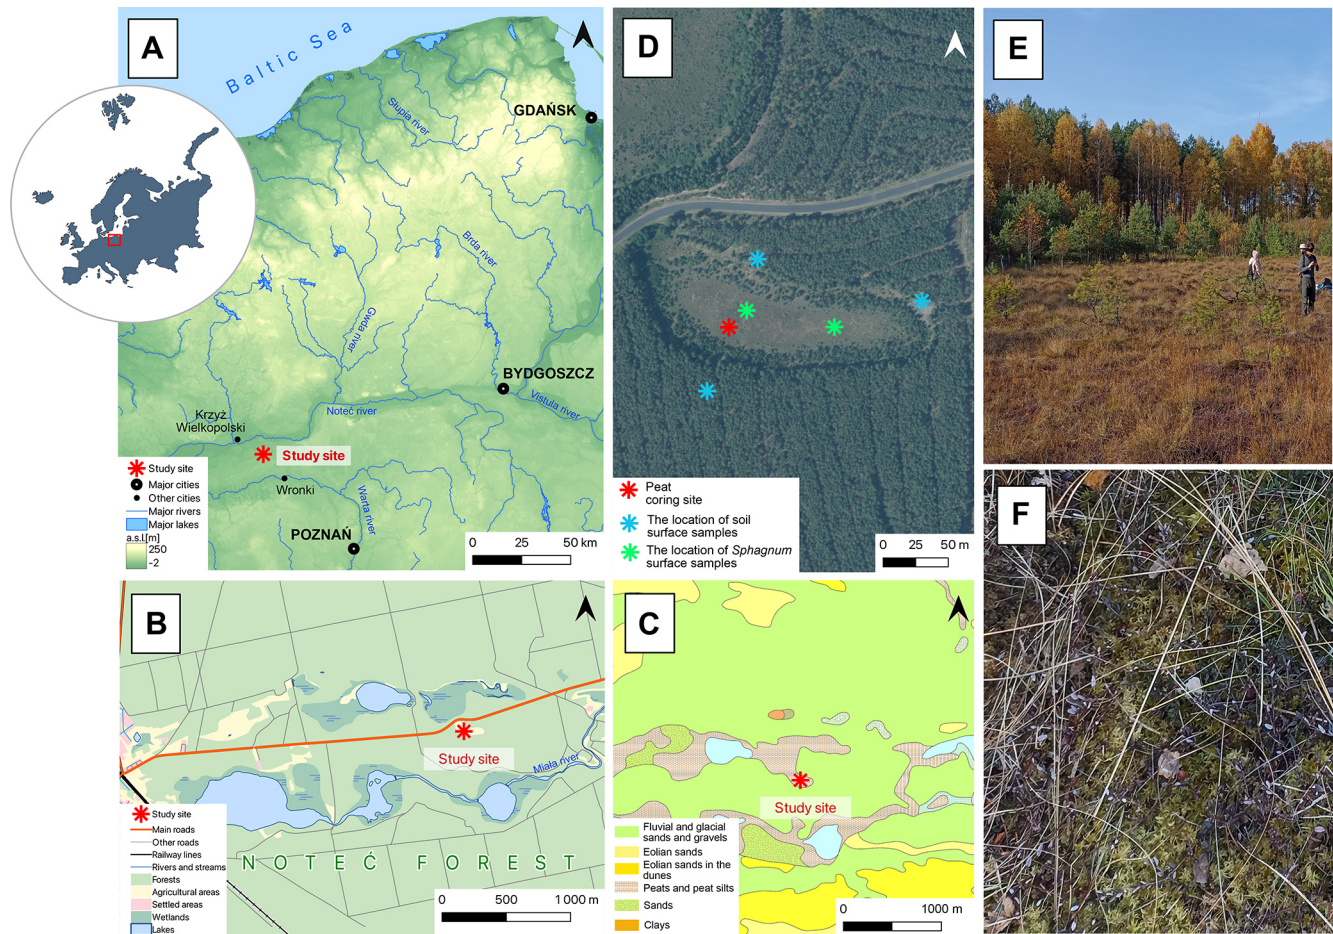 A
Baltic Sea
GDAŃSK
Słupia river
Brda river
Gwda river
BYDGOSZCZ
Vistula river
Noteć river
Krzyż
Wielkopolski
Study site
Wronki
Warta river
POZNAŃ
Study site
Major cities
Other cities
Major rivers
Major lakes
a.s.l.[m]
250
-2
0 25 50 km
D
Peat
coring site
The location of soil
surface samples
The location of Sphagnum
surface samples
0 25 50 m
E
B
Study site
Miała river
NOTEĆ FOREST
Study site
Main roads
Other roads
Railway lines
Rivers and streams
Forests
Agricultural areas
Settled areas
Wetlands
Lakes
0 500 1000 m
C
Study site
Fluvial and glacial
sands and gravels
Eolian sands
Eolian sands in the
dunes
Peats and peat silts
Sands
Clays
0 1000 m
F